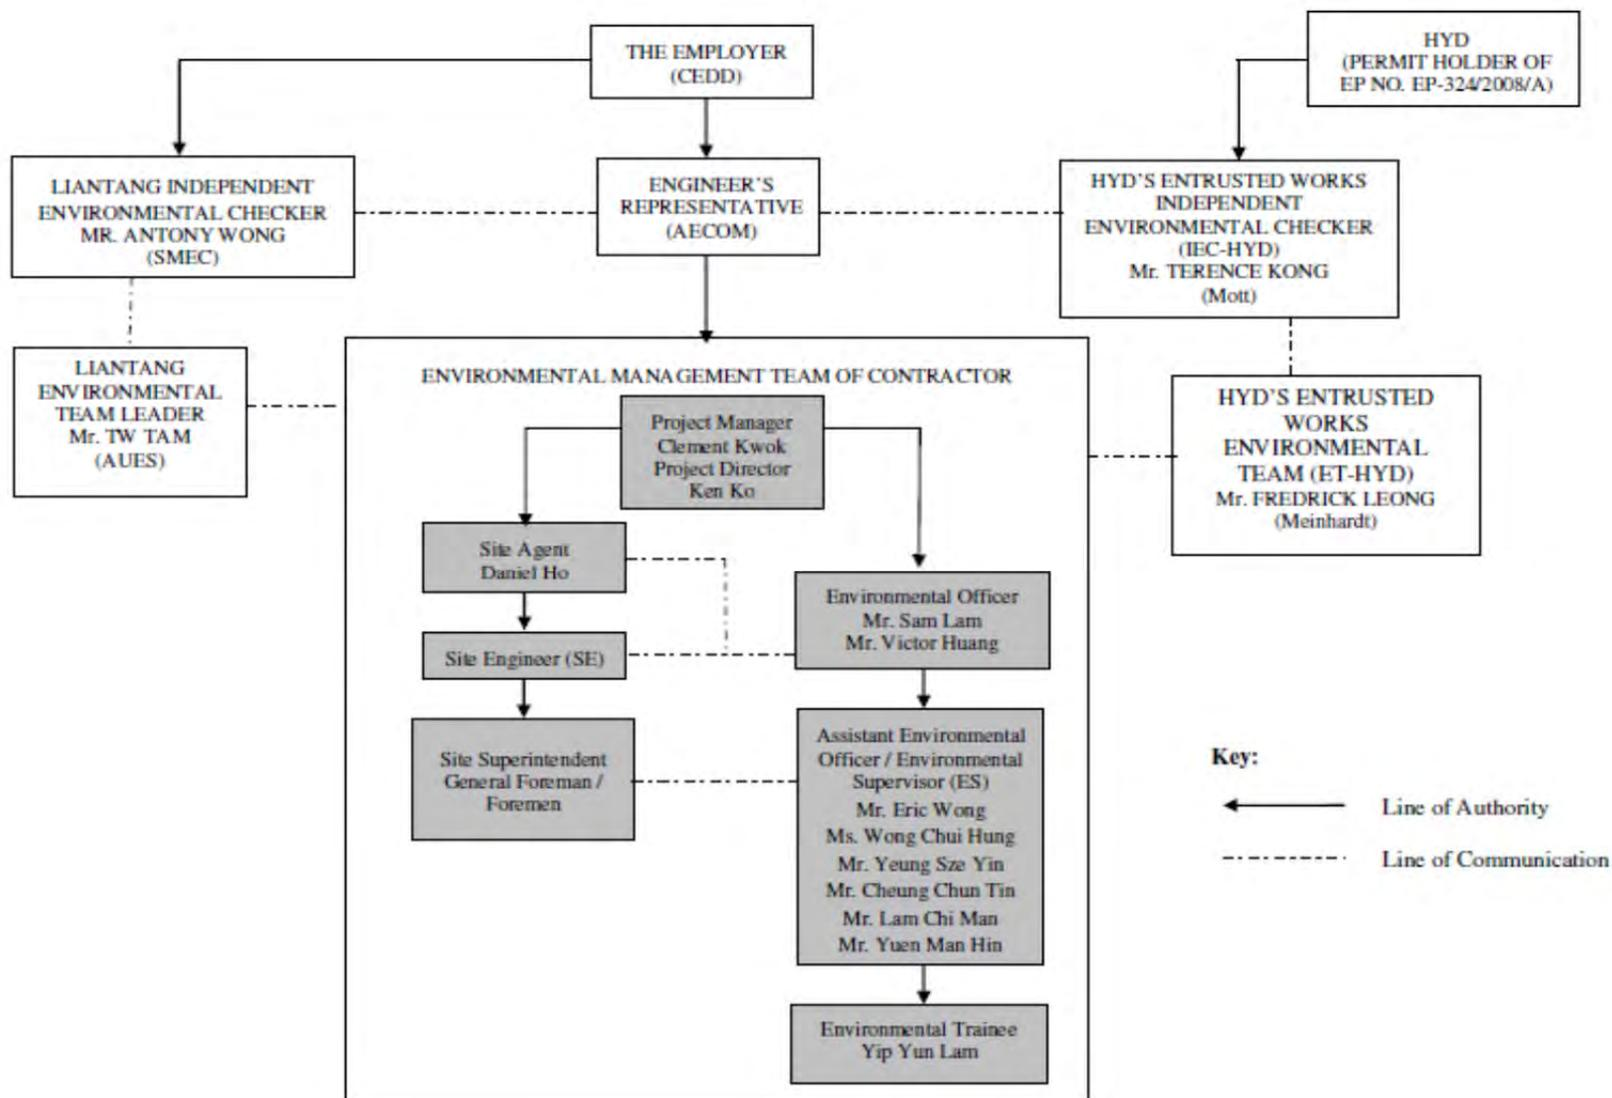 THE EMPLOYER
(CEDD)
HYD
(PERMIT HOLDER OF
EP NO. EP-324/2008/A)
LIANTANG INDEPENDENT
ENVIRONMENTAL CHECKER
MR. ANTONY WONG
(SMEC)
ENGINEER'S
REPRESENTATIVE
(AECOM)
HYD'S ENTRUSTED WORKS
INDEPENDENT
ENVIRONMENTAL CHECKER
(IEC-HYD)
Mr. TERENCE KONG
(Mott)
LIANTANG
ENVIRONMENTAL
TEAM LEADER
Mr. TW TAM
(AUES)
ENVIRONMENTAL MANAGEMENT TEAM OF CONTRACTOR
Project Manager
Clement Kwok
Project Director
Ken Ko
HYD'S ENTRUSTED
WORKS
ENVIRONMENTAL
TEAM (ET-HYD)
Mr. FREDRICK LEONG
(Meinhardt)
Site Agent
Daniel Ho
Environmental Officer
Mr. Sam Lam
Mr. Victor Huang
Site Engineer (SE)
Site Superintendent
General Foreman /
Foremen
Assistant Environmental
Officer / Environmental
Supervisor (ES)
Mr. Eric Wong
Ms. Wong Chui Hung
Mr. Yeung Sze Yin
Mr. Cheung Chun Tin
Mr. Lam Chi Man
Mr. Yuen Man Hin
Environmental Trainee
Yip Yun Lam
Key:
Line of Authority
Line of Communication